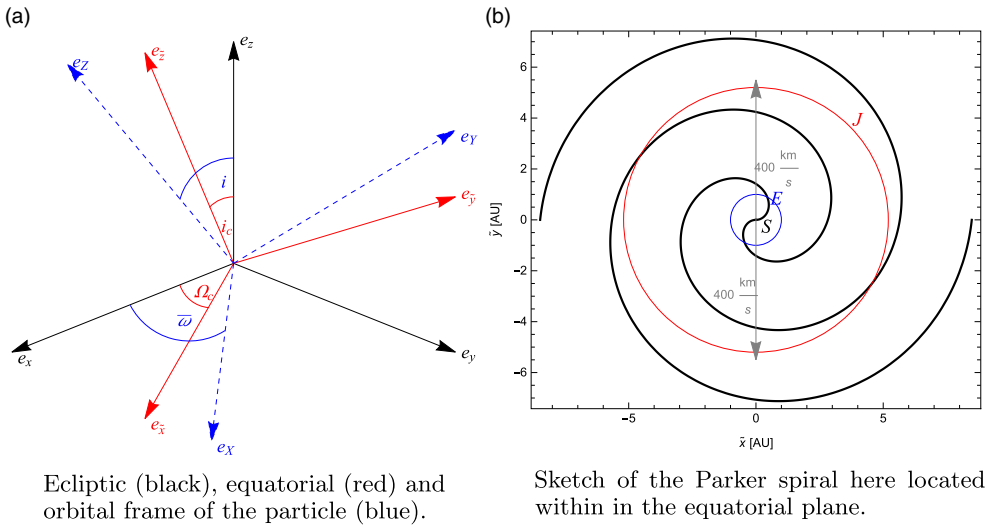 (a)
e_z
e_z̃
e_Z
e_Y
e_ỹ
i
i_c
Ω_c
ϖ
e_x
e_y
e_x̃
e_X
Ecliptic (black), equatorial (red) and
orbital frame of the particle (blue).
(b)
6
4
2
0
−2
−4
−6
ỹ [AU]
J
400 km/s
E
S
400 km/s
−5
0
5
x̃ [AU]
Sketch of the Parker spiral here located
within in the equatorial plane.